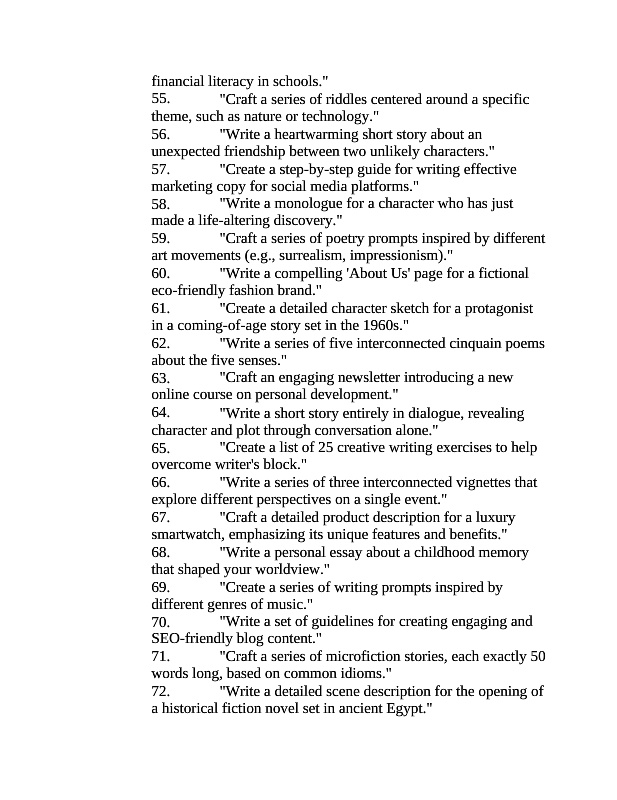 financial literacy in schools."
55. "Craft a series of riddles centered around a specific
theme, such as nature or technology."
56. "Write a heartwarming short story about an
unexpected friendship between two unlikely characters."
57. "Create a step-by-step guide for writing effective
marketing copy for social media platforms."
58. "Write a monologue for a character who has just
made a life-altering discovery."
59. "Craft a series of poetry prompts inspired by different
art movements (e.g., surrealism, impressionism)."
60. "Write a compelling 'About Us' page for a fictional
eco-friendly fashion brand."
61. "Create a detailed character sketch for a protagonist
in a coming-of-age story set in the 1960s."
62. "Write a series of five interconnected cinquain poems
about the five senses."
63. "Craft an engaging newsletter introducing a new
online course on personal development."
64. "Write a short story entirely in dialogue, revealing
character and plot through conversation alone."
65. "Create a list of 25 creative writing exercises to help
overcome writer's block."
66. "Write a series of three interconnected vignettes that
explore different perspectives on a single event."
67. "Craft a detailed product description for a luxury
smartwatch, emphasizing its unique features and benefits."
68. "Write a personal essay about a childhood memory
that shaped your worldview."
69. "Create a series of writing prompts inspired by
different genres of music."
70. "Write a set of guidelines for creating engaging and
SEO-friendly blog content."
71. "Craft a series of microfiction stories, each exactly 50
words long, based on common idioms."
72. "Write a detailed scene description for the opening of
a historical fiction novel set in ancient Egypt."